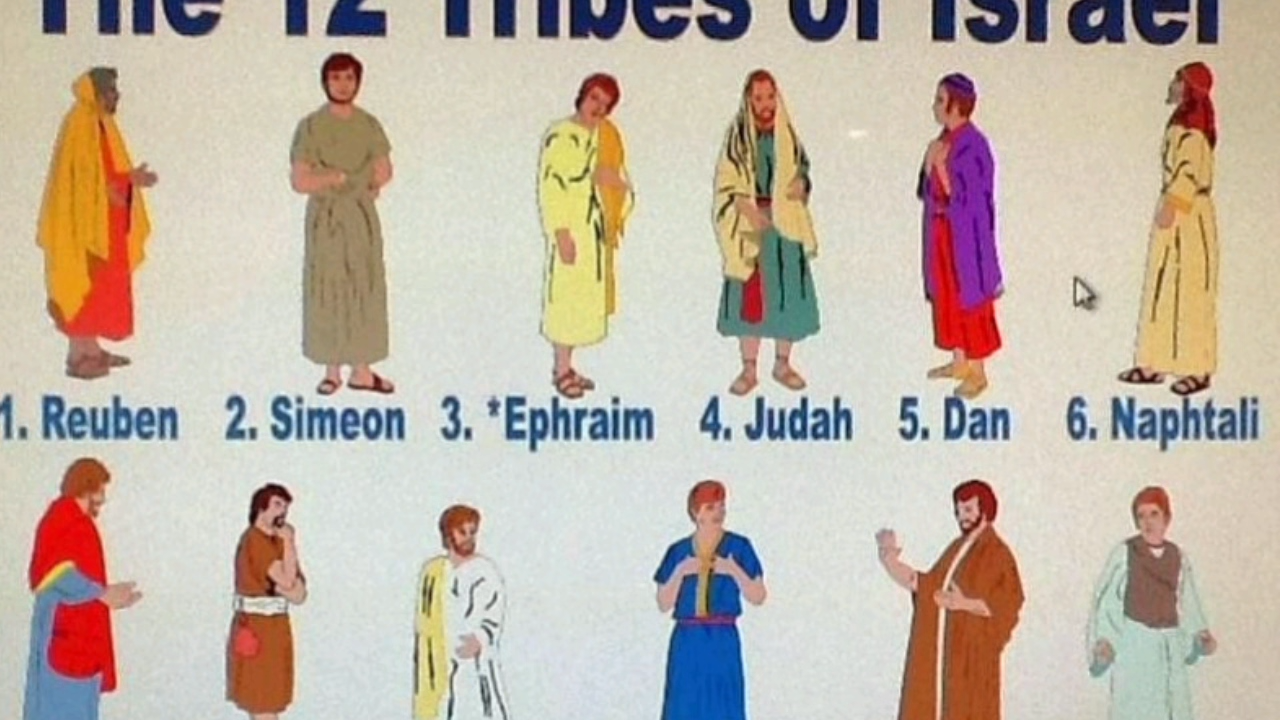 The 12 Tribes of Israel
1. Reuben 2. Simeon 3. *Ephraim 4. Judah 5. Dan 6. Naphtali